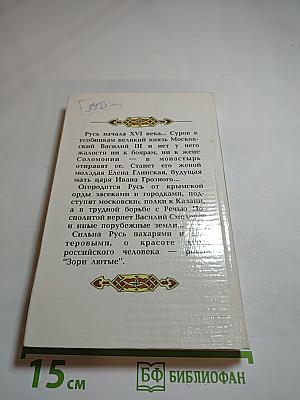 350-
Русь начала XVI века... Суров к
усобникам великий князь Москов-
ский Василий III и нет у него
жалости ни к боярам, ни к жене
Соломонии — в монастырь
отправят ее. Станет его женой
молодая Елена Глинская, будущая
мать царя Ивана Грозного...
Огородится Русь от крымской
орды засеками и городками, под-
ступят московские полки к Казани,
а в трудной борьбе с Речью По-
сполитой вернет Василий
и иные порубежные земли...
Сильна Русь пахарями и
теровыми, о красоте
российского человека —
"Зори лютые".
15 см
БФ БИБЛИОФАН